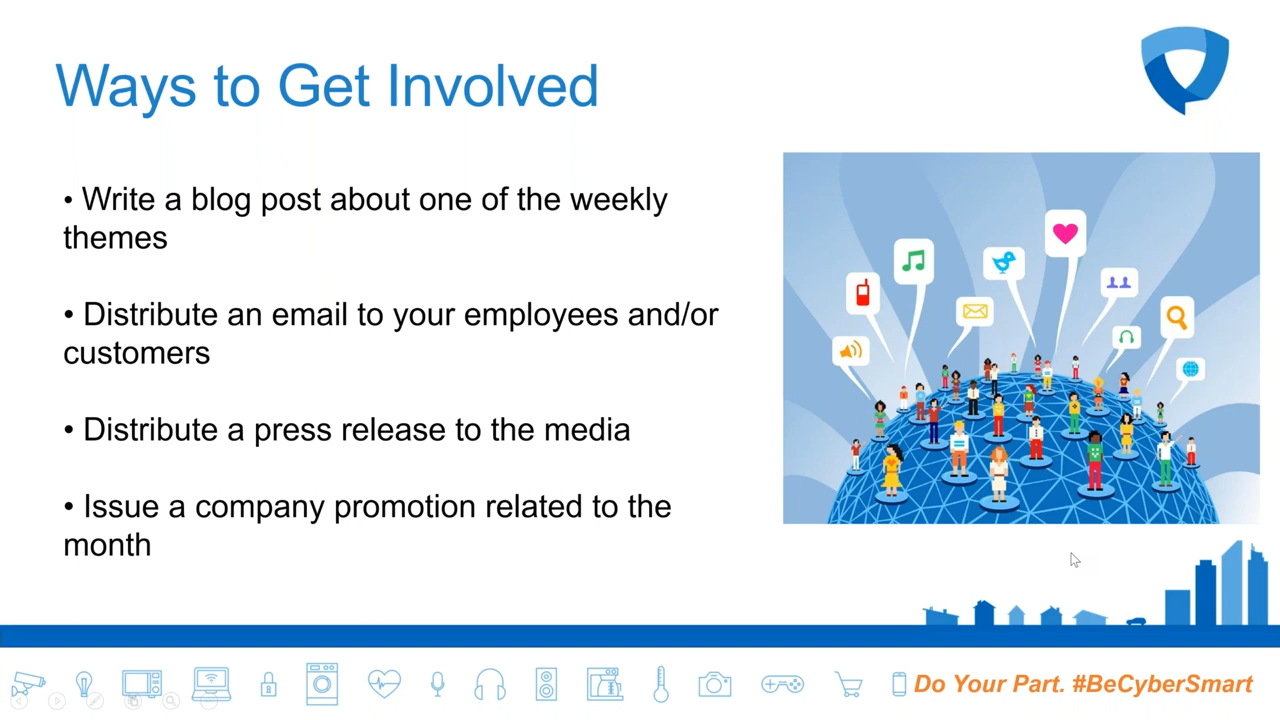 Ways to Get Involved
• Write a blog post about one of the weekly
themes
• Distribute an email to your employees and/or
customers
• Distribute a press release to the media
• Issue a company promotion related to the
month
Do Your Part. #BeCyberSmart